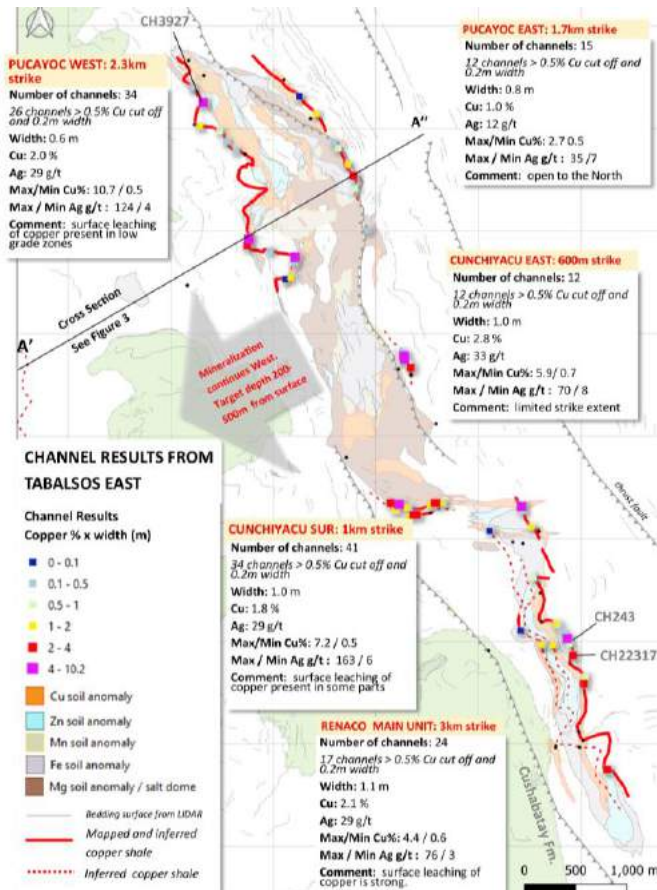 CH3927
PUCAYOC WEST: 2.3km
strike
Number of channels: 34
26 channels > 0.5% Cu cut off
and 0.2m width
Width: 0.6 m
Cu: 2.0 %
Ag: 29 g/t
Max/Min Cu%: 10.7 / 0.5
Max / Min Ag g/t : 124 / 4
Comment: surface leaching
of copper present in low
grade zones
PUCAYOC EAST: 1.7km strike
Number of channels: 15
12 channels > 0.5% Cu cut off and
0.2m width
Width: 0.8 m
Cu: 1.0 %
Ag: 12 g/t
Max/Min Cu%: 2.7 0.5
Max / Min Ag g/t : 35 /7
Comment: open to the North
A"
CUNCHIYACU EAST: 600m strike
Number of channels: 12
12 channels > 0.5% Cu cut off and
0.2m width
Width: 1.0 m
Cu: 2.8 %
Ag: 33 g/t
Max/Min Cu%: 5.9/ 0.7
Max / Min Ag g/t : 70 / 8
Comment: limited strike extent
Cross Section
See Figure 3
A'
Mineralization
continues West.
Target depth 200-
500m from surface
thrust fault
CHANNEL RESULTS FROM
TABALSOS EAST
Channel Results
Copper % x width (m)
0 - 0.1
0.1 - 0.5
0.5 - 1
1 - 2
2 - 4
4 - 10.2
Cu soil anomaly
Zn soil anomaly
Mn soil anomaly
Fe soil anomaly
Mg soil anomaly / salt dome
Bedding surface from LIDAR
Mapped and inferred
copper shale
Inferred copper shale
CUNCHIYACU SUR: 1km strike
Number of channels: 41
34 channels > 0.5% Cu cut off and
0.2m width
Width: 1.0 m
Cu: 1.8 %
Ag: 29 g/t
Max/Min Cu%: 7.2 / 0.5
Max / Min Ag g/t : 163 / 6
Comment: surface leaching of
copper present in some parts
CH243
CH22317
RENACO MAIN UNIT: 3km strike
Number of channels: 24
17 channels > 0.5% Cu cut off and
0.2m width
Width: 1.1 m
Cu: 2.1 %
Ag: 29 g/t
Max/Min Cu%: 4.4 / 0.6
Max / Min Ag g/t : 76 / 3
Comment: surface leaching of
copper is strong.
Cushabatay Fm.
0 500 1,000 m